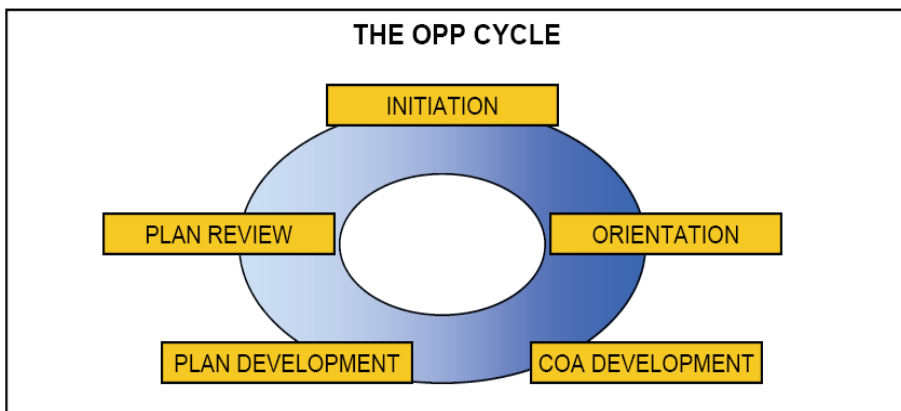 THE OPP CYCLE
INITIATION
ORIENTATION
COA DEVELOPMENT
PLAN DEVELOPMENT
PLAN REVIEW